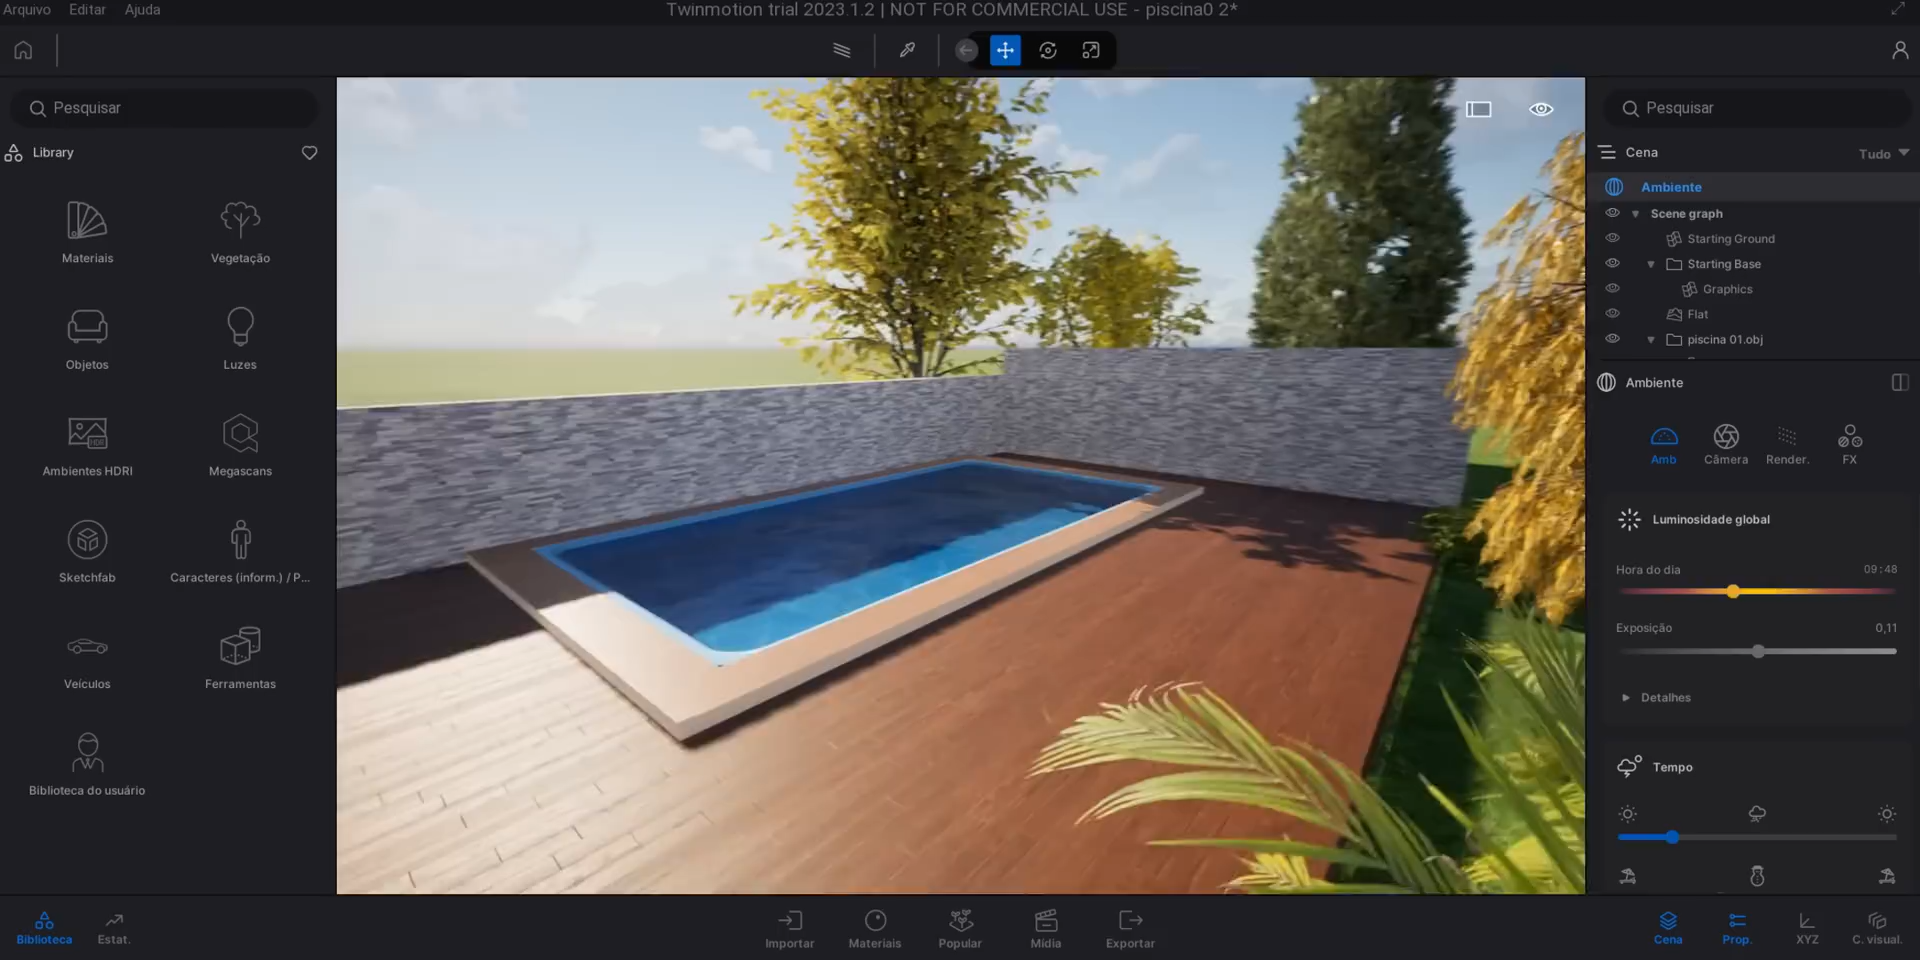 Arquivo Editar Ajuda
Twinmotion trial 2023.1.2 | NOT FOR COMMERCIAL USE - piscina0 2*
Pesquisar
Library
Materiais
Vegetação
Objetos
Luzes
Ambientes HDRI
HDRI
Megascans
Sketchfab
Caracteres (inform.) / P...
Veículos
Ferramentas
Biblioteca do usuário
Pesquisar
Cena
Tudo
Ambiente
Scene graph
Starting Ground
Starting Base
Graphics
Flat
piscina 01.obj
Ambiente
Amb
Câmera
Render.
FX
Luminosidade global
Hora do dia
09:48
Exposição
0,11
Detalhes
Tempo
Biblioteca
Estat.
Importar
Materiais
Popular
Mídia
Exportar
Cena
Prop.
XYZ
C. visual.